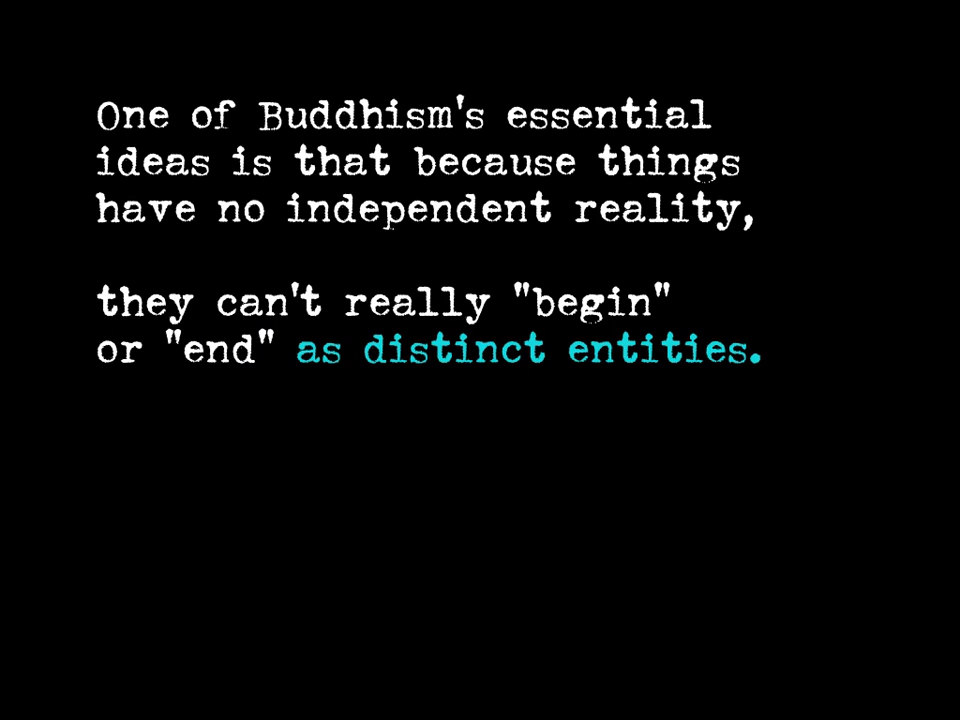 One of Buddhism's essential
ideas is that because things
have no independent reality,
they can't really "begin"
or "end" as distinct entities.